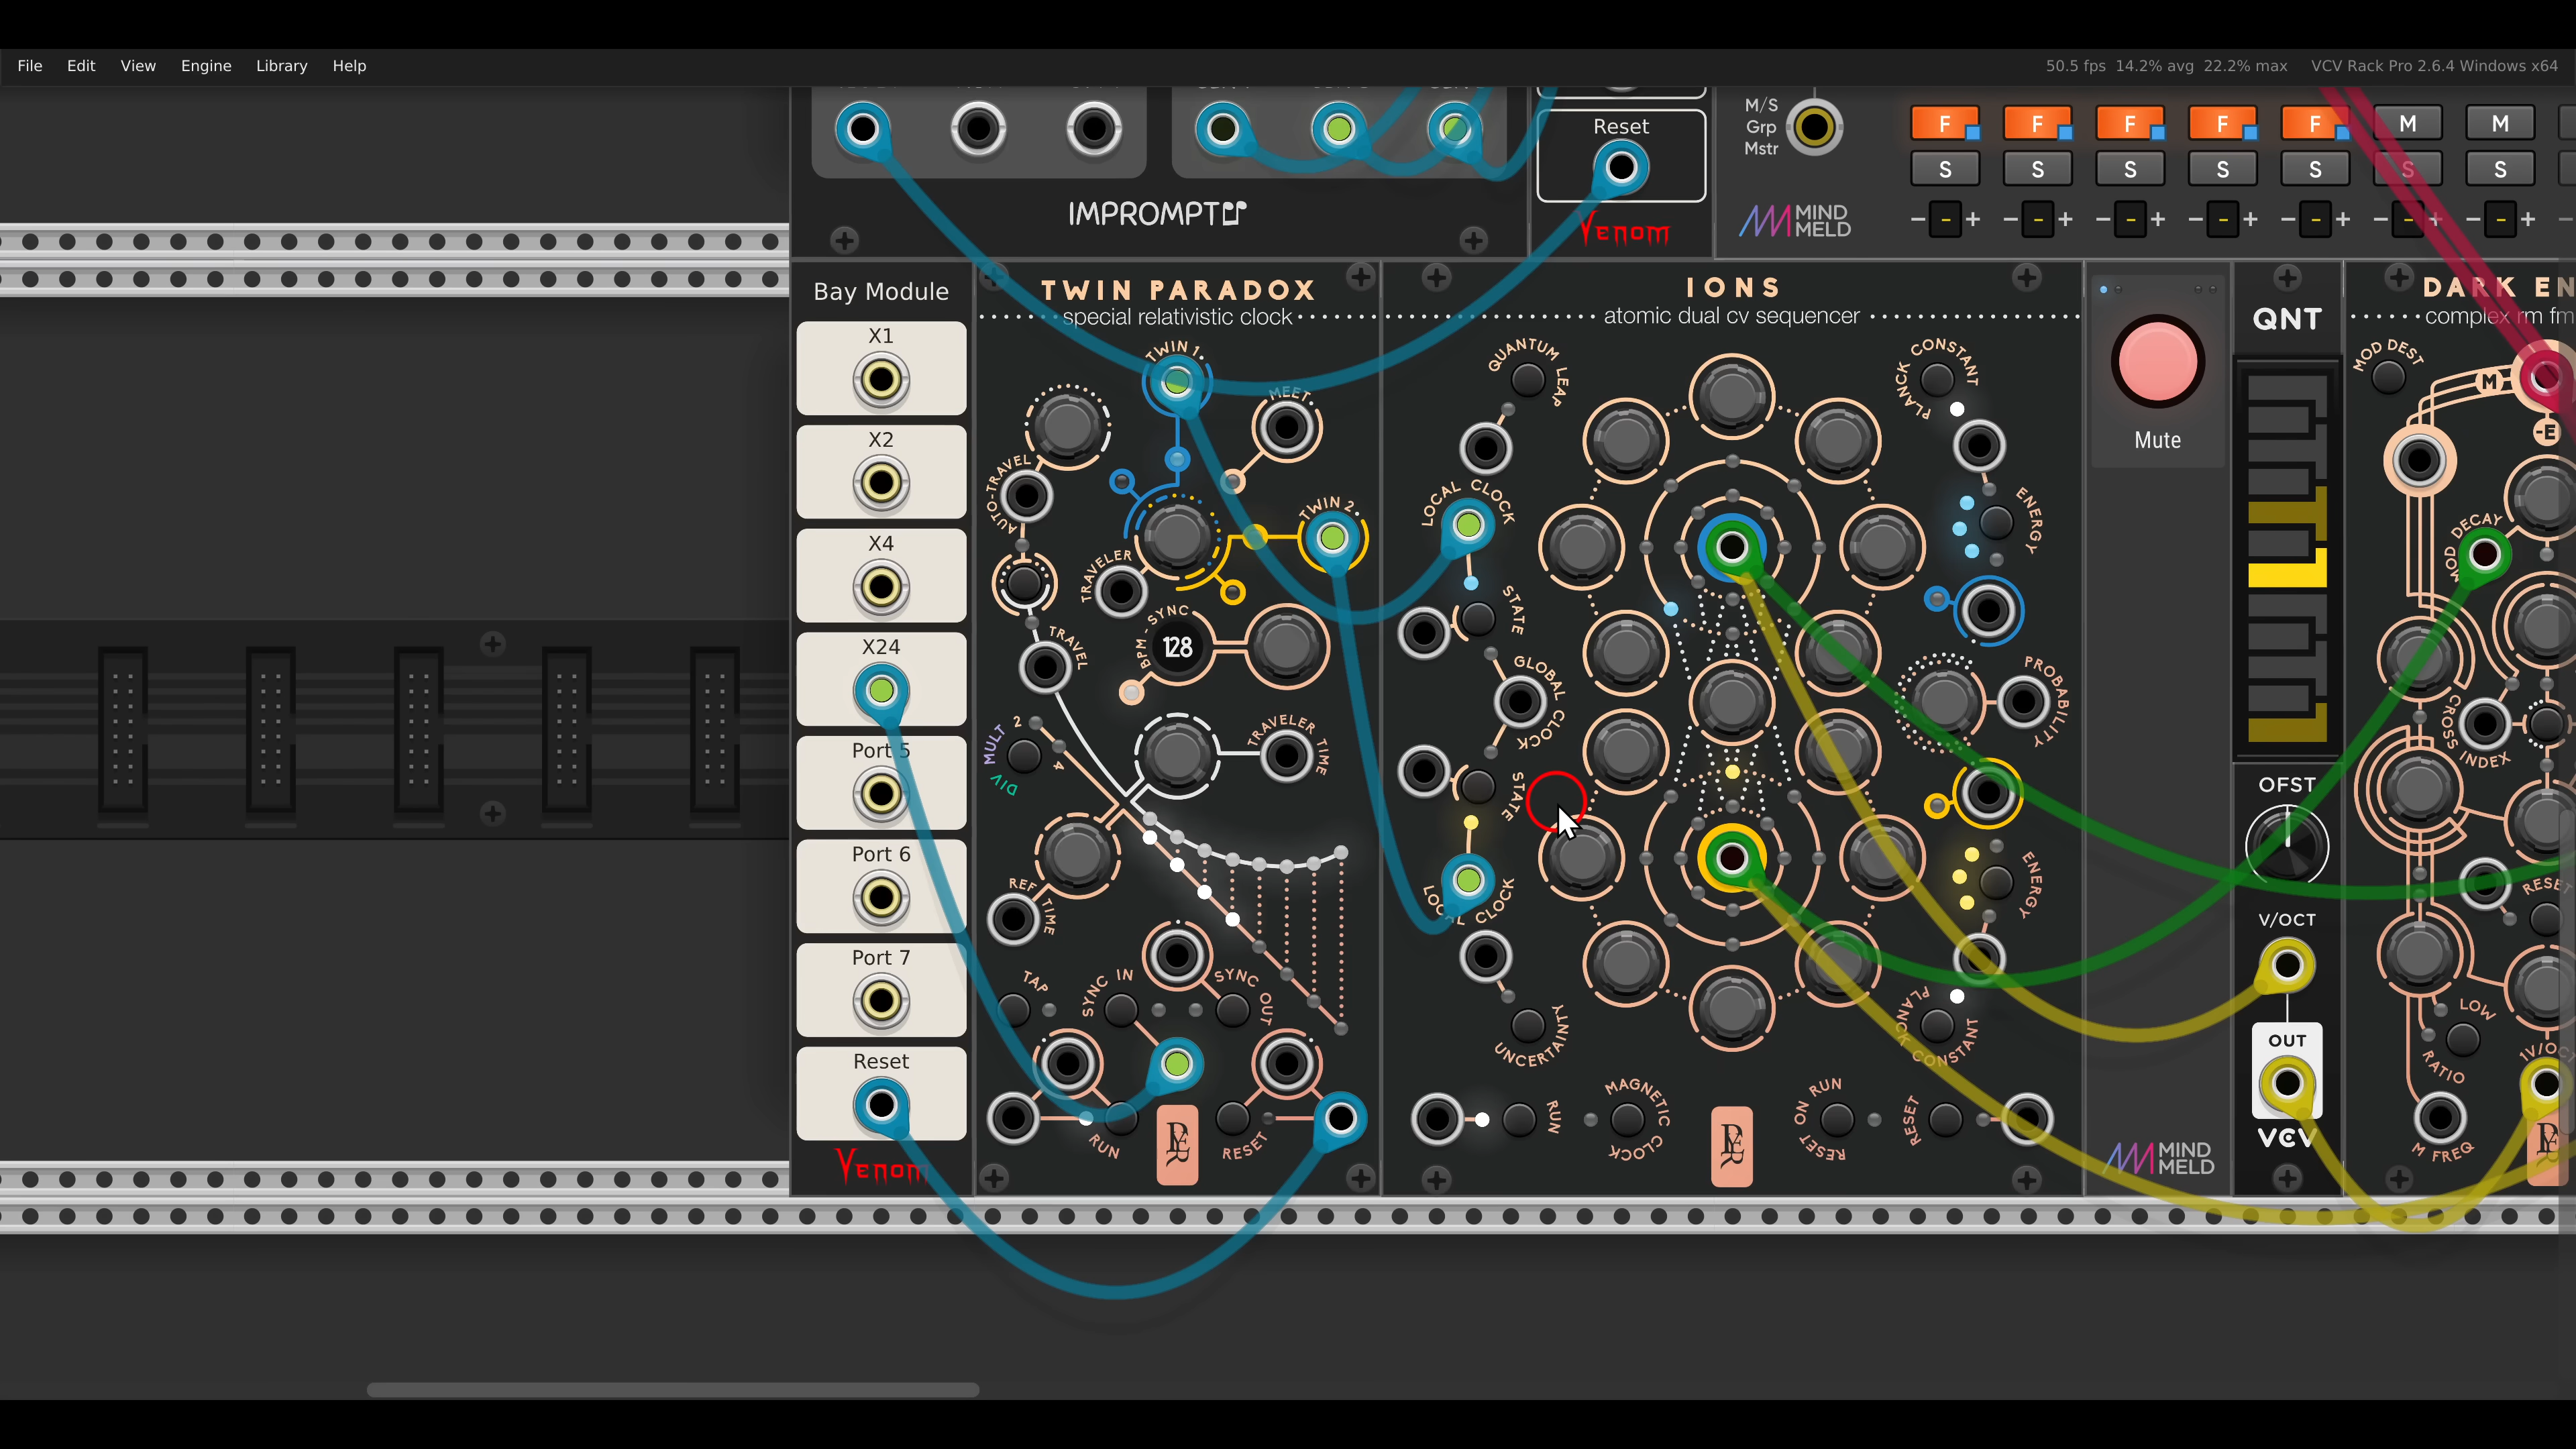 File Edit View Engine Library Help
50.5 fps 14.2% avg 22.2% max VCV Rack Pro 2.6.4 Windows x64
IMPROMPTU
Reset
Venom
M/S
Grp
Mstr
F F F F F M M
S S S S S S S
- - + - - + - - + - - + - - + - - + - - +
MIND
MELD
Bay Module
X1
X2
X4
X24
Port 5
Port 6
Port 7
Reset
Venom
TWIN PARADOX
special relativistic clock
TWIN 1
MEET
AUTO-TRAVEL
TWIN 2
TRAVELER
BPM - SYNC
128
TRAVEL
MULT
DIV
2
4
TRAVELER TIME
REF TIME
TAP
SYNC IN
SYNC OUT
RUN
RESET
IONS
atomic dual cv sequencer
QUANTUM LEAP
PLANCK CONSTANT
LOCAL CLOCK
ENERGY
STATE
GLOBAL CLOCK
PROBABILITY
STATE
LOCAL CLOCK
ENERGY
UNCERTAINTY
PLANCK CONSTANT
RUN
MAGNETIC CLOCK
RESET ON RUN
RESET
Mute
MIND
MELD
QNT
OFST
V/OCT
OUT
VCV
DARK EN
complex rm fm
MOD DEST
M
-E
MOD DECAY
CROSS INDEX
RESET
LOW
RATIO
1V/OC
M FREQ